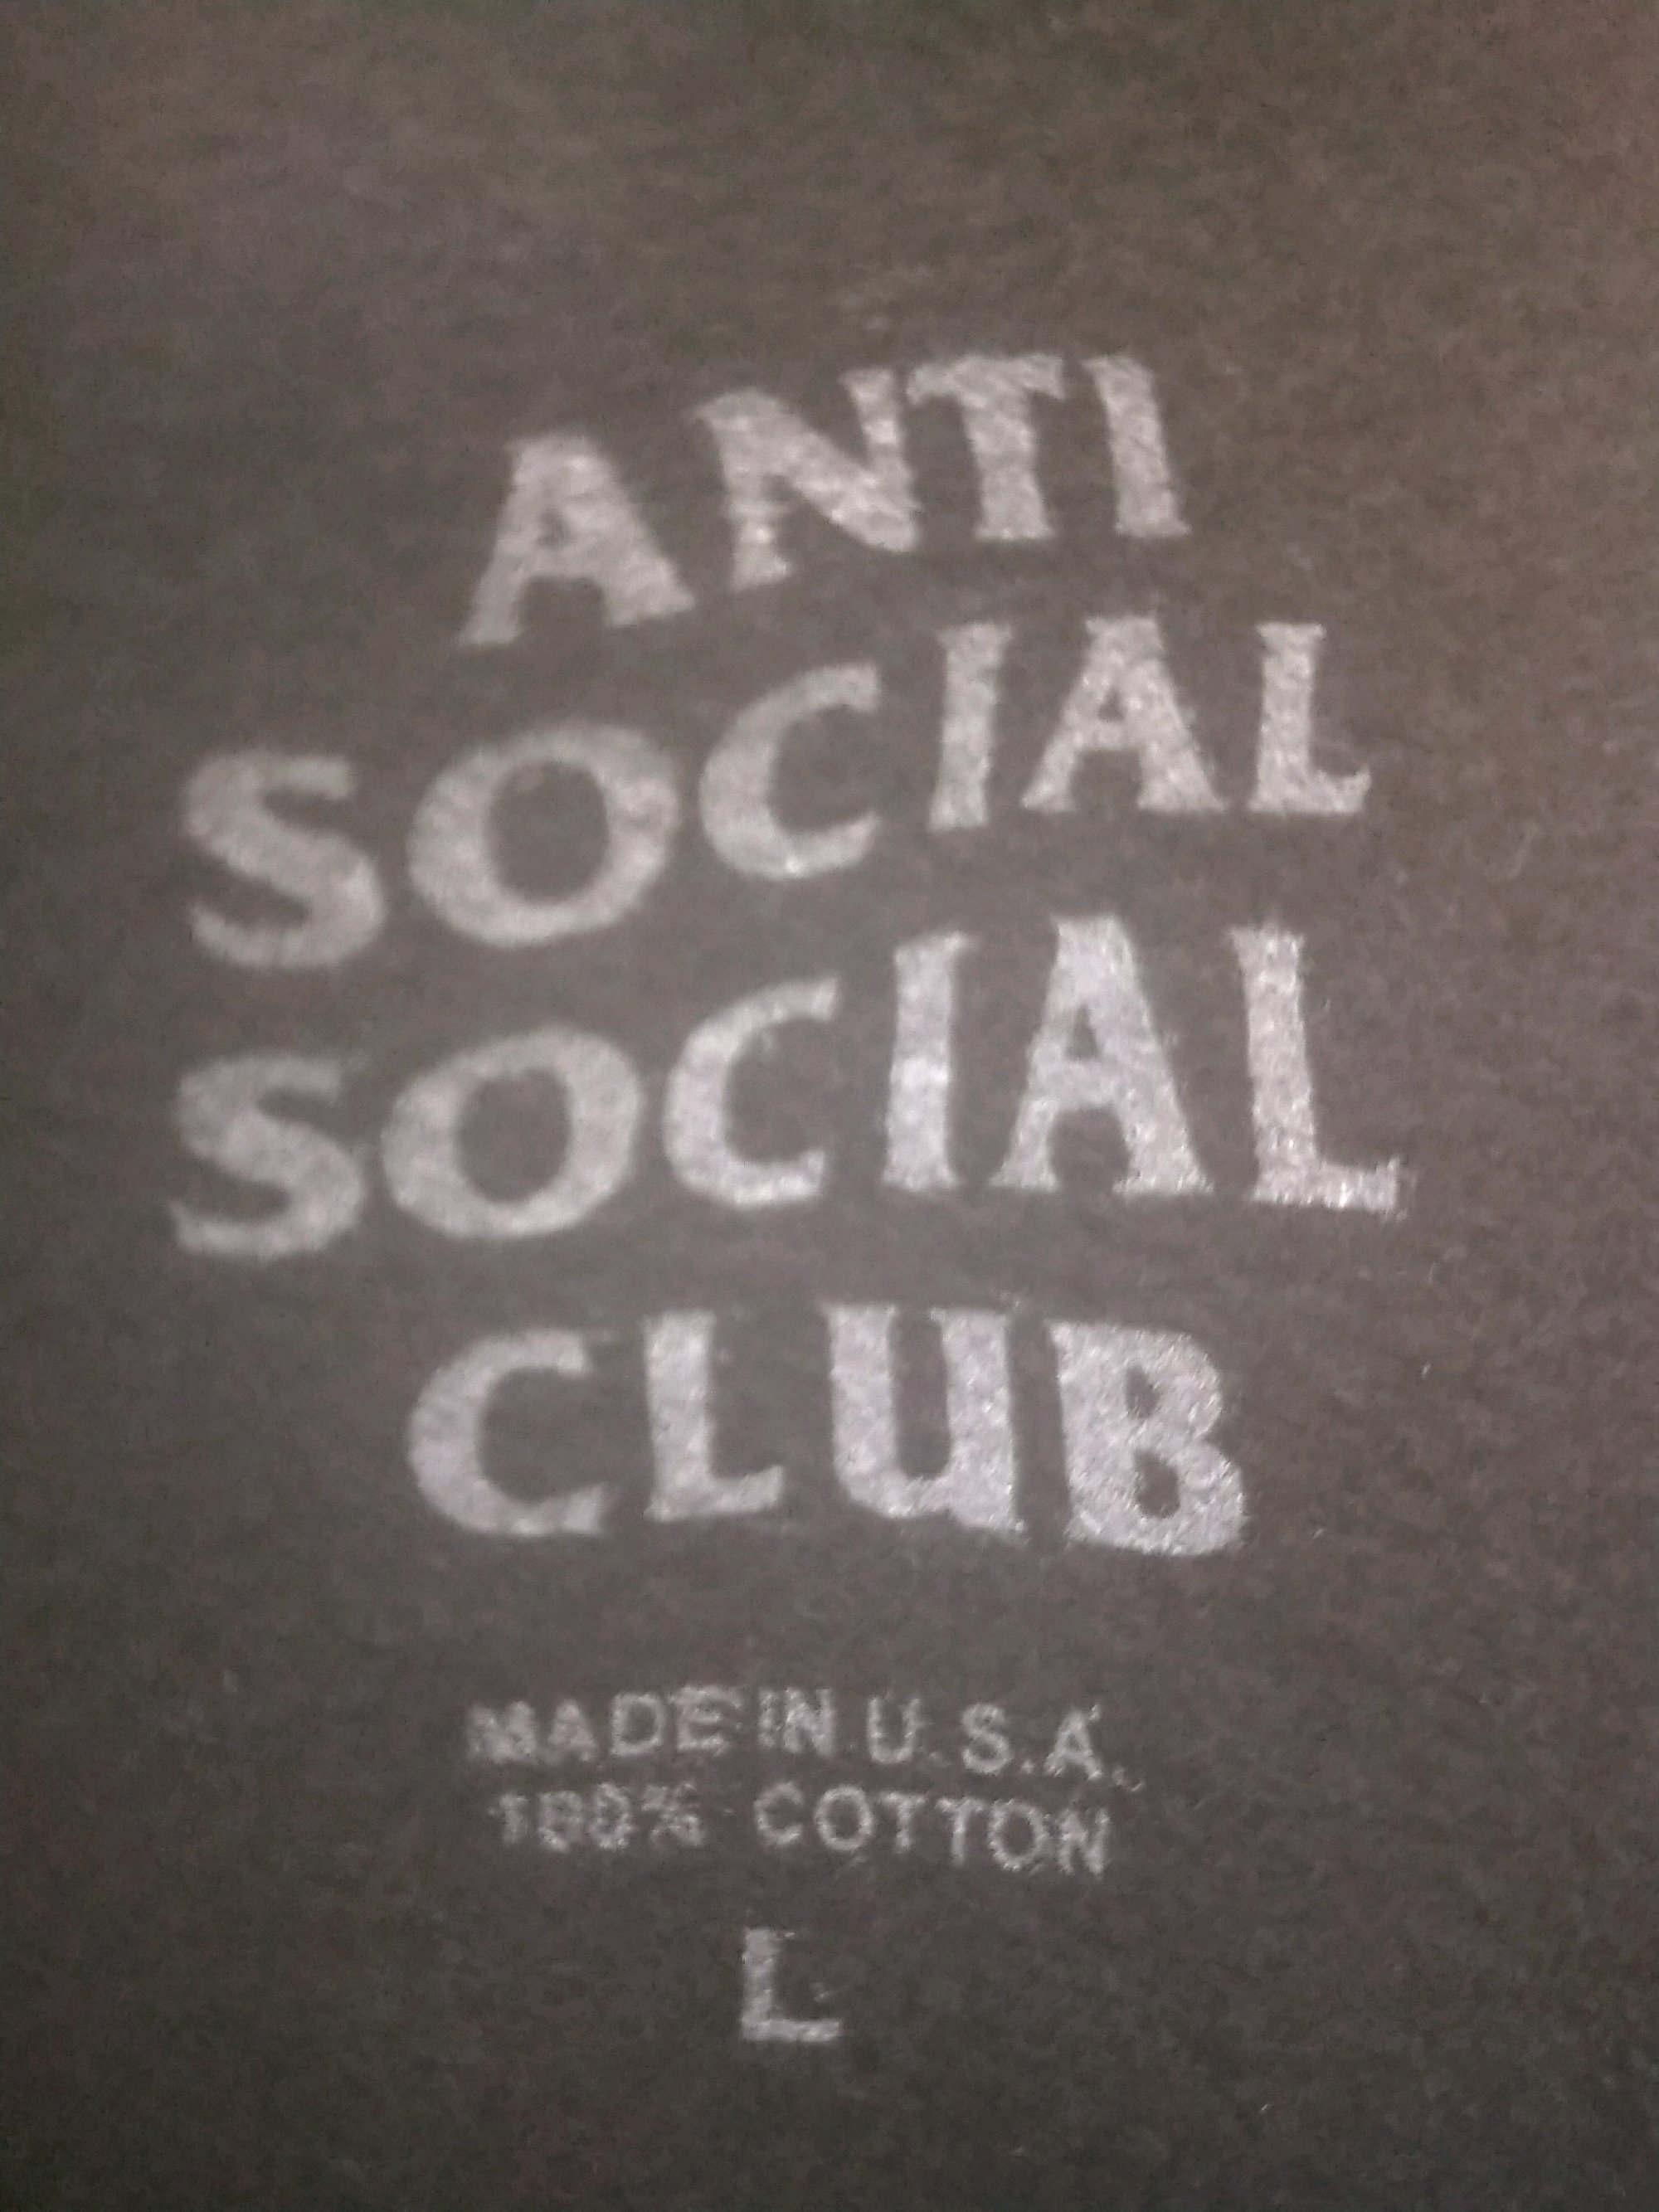 ANTI
SOCIAL
SOCIAL
CLUB
MADE IN U.S.A.
100% COTTON
L